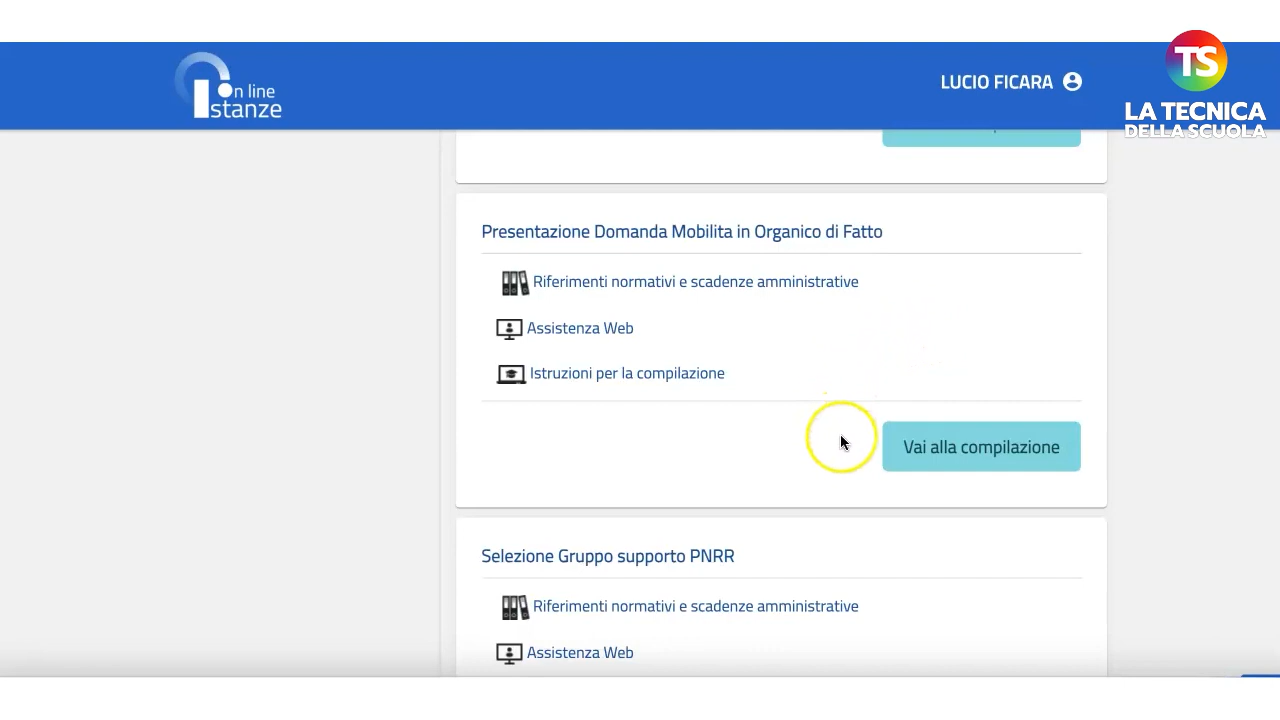 On line
Istanze
LUCIO FICARA
TS
LA TECNICA
DELLA SCUOLA
Presentazione Domanda Mobilita in Organico di Fatto
Riferimenti normativi e scadenze amministrative
Assistenza Web
Istruzioni per la compilazione
Vai alla compilazione
Selezione Gruppo supporto PNRR
Riferimenti normativi e scadenze amministrative
Assistenza Web